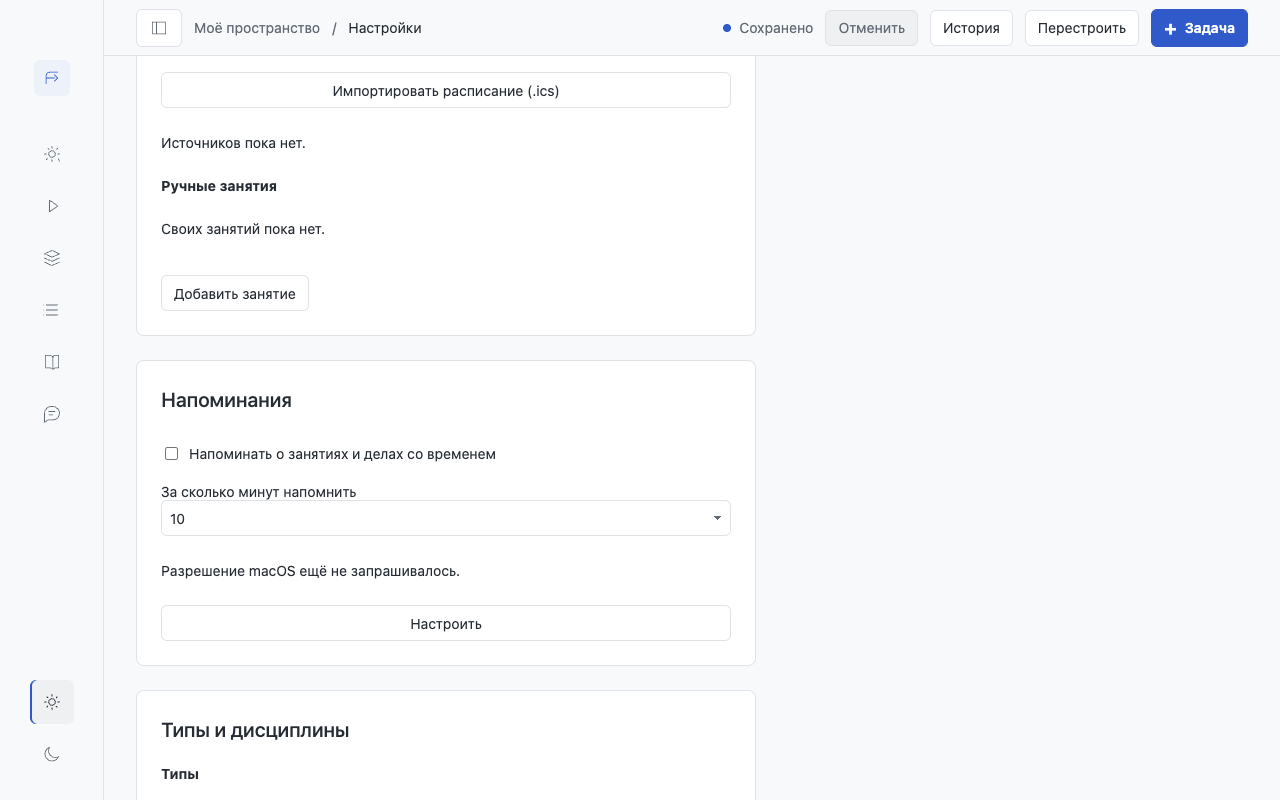 Моё пространство / Настройки
Сохранено
Отменить
История
Перестроить
+ Задача
Импортировать расписание (.ics)
Источников пока нет.
Ручные занятия
Своих занятий пока нет.
Добавить занятие
Напоминания
Напоминать о занятиях и делах со временем
За сколько минут напомнить
10
Разрешение macOS ещё не запрашивалось.
Настроить
Типы и дисциплины
Типы